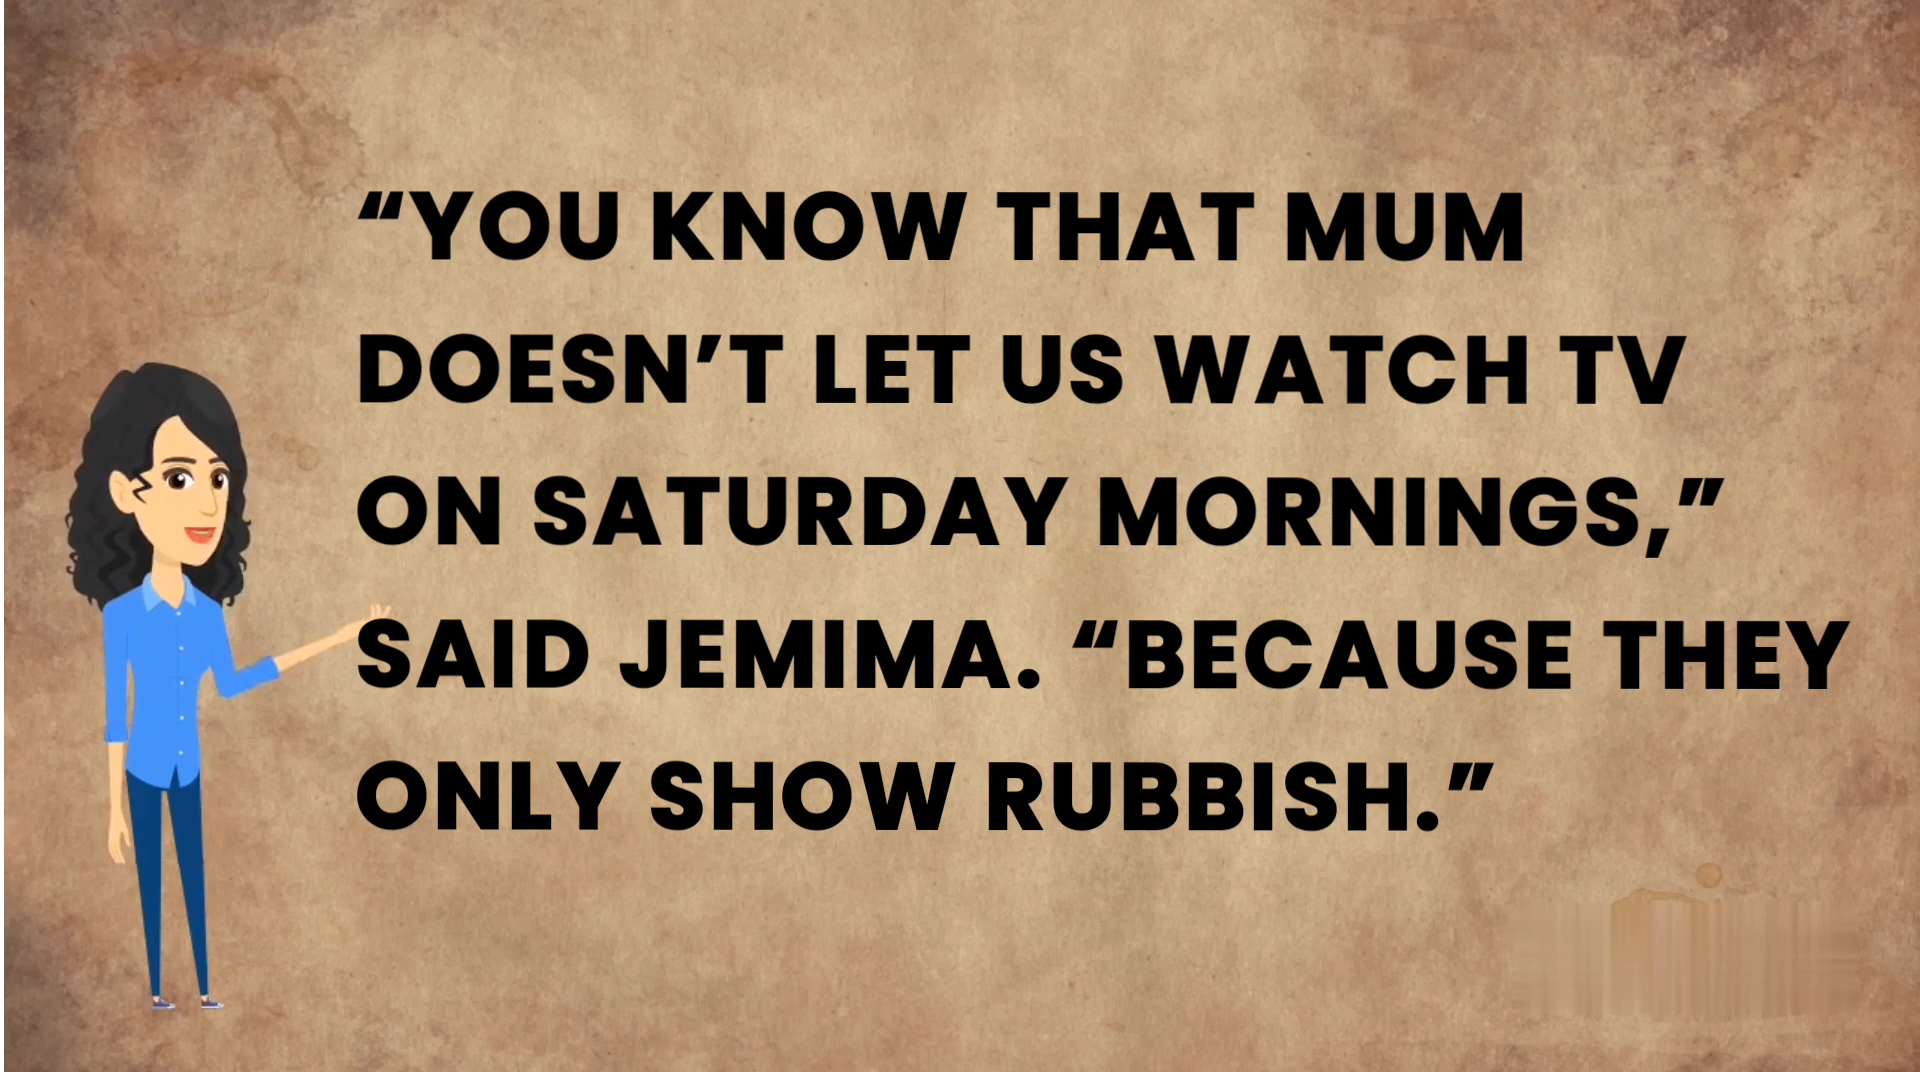 “YOU KNOW THAT MUM
DOESN’T LET US WATCH TV
ON SATURDAY MORNINGS,”
SAID JEMIMA. “BECAUSE THEY
ONLY SHOW RUBBISH.”